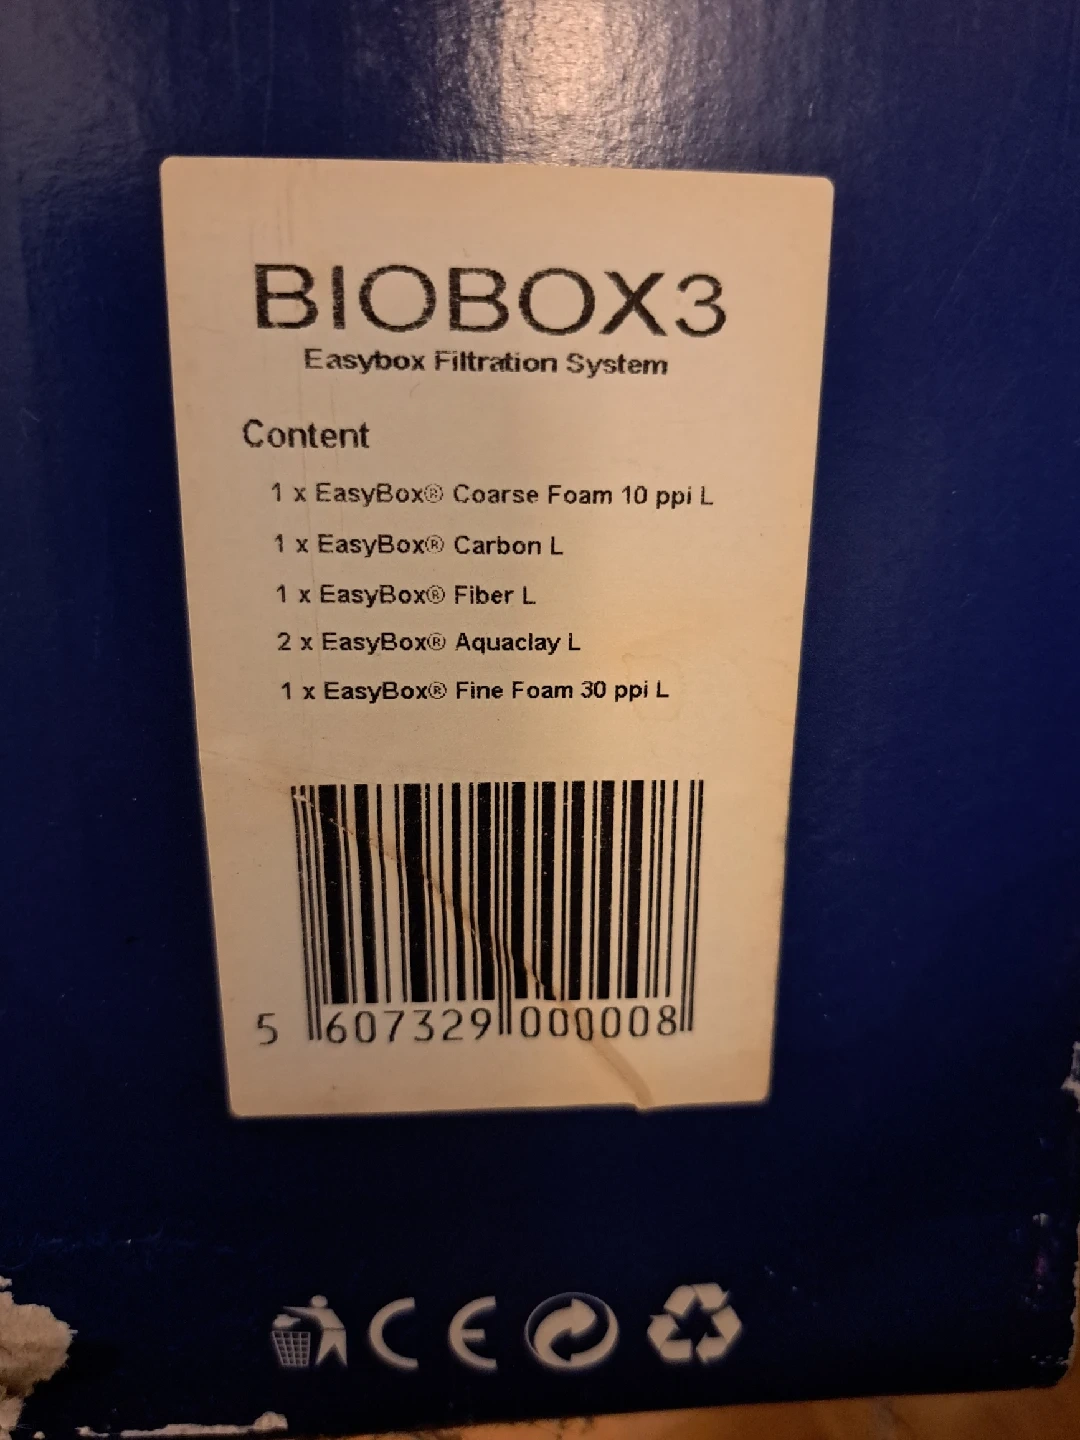 BIOBOX3
Easybox Filtration System
Content
1 x EasyBox® Coarse Foam 10 ppi L
1 x EasyBox® Carbon L
1 x EasyBox® Fiber L
2 x EasyBox® Aquaclay L
1 x EasyBox® Fine Foam 30 ppi L
5 607329 000008
CE